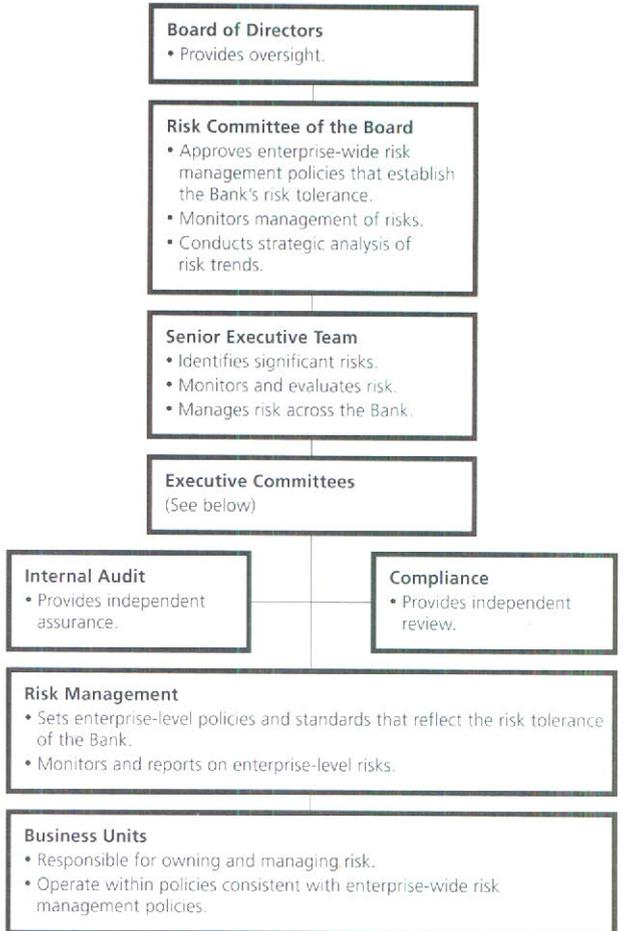 Board of Directors
• Provides oversight.
Risk Committee of the Board
• Approves enterprise-wide risk
management policies that establish
the Bank's risk tolerance.
• Monitors management of risks.
• Conducts strategic analysis of
risk trends.
Senior Executive Team
• Identifies significant risks.
• Monitors and evaluates risk.
• Manages risk across the Bank.
Executive Committees
(See below)
Internal Audit
• Provides independent
assurance.
Compliance
• Provides independent
review.
Risk Management
• Sets enterprise-level policies and standards that reflect the risk tolerance
of the Bank.
• Monitors and reports on enterprise-level risks.
Business Units
• Responsible for owning and managing risk.
• Operate within policies consistent with enterprise-wide risk
management policies.